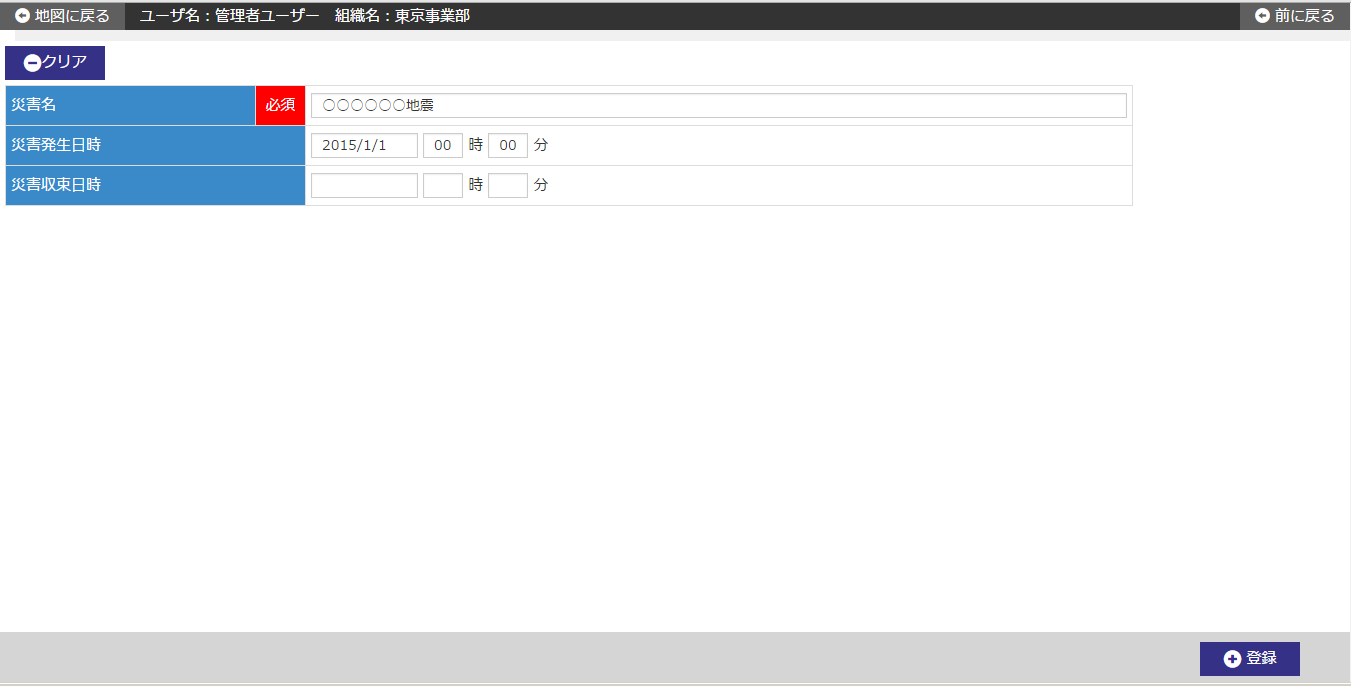 地図に戻る ユーザ名：管理者ユーザー　組織名：東京事業部 前に戻る
クリア
災害名 必須 ○○○○○○地震
災害発生日時 2015/1/1 00 時 00 分
災害収束日時 時 分
登録